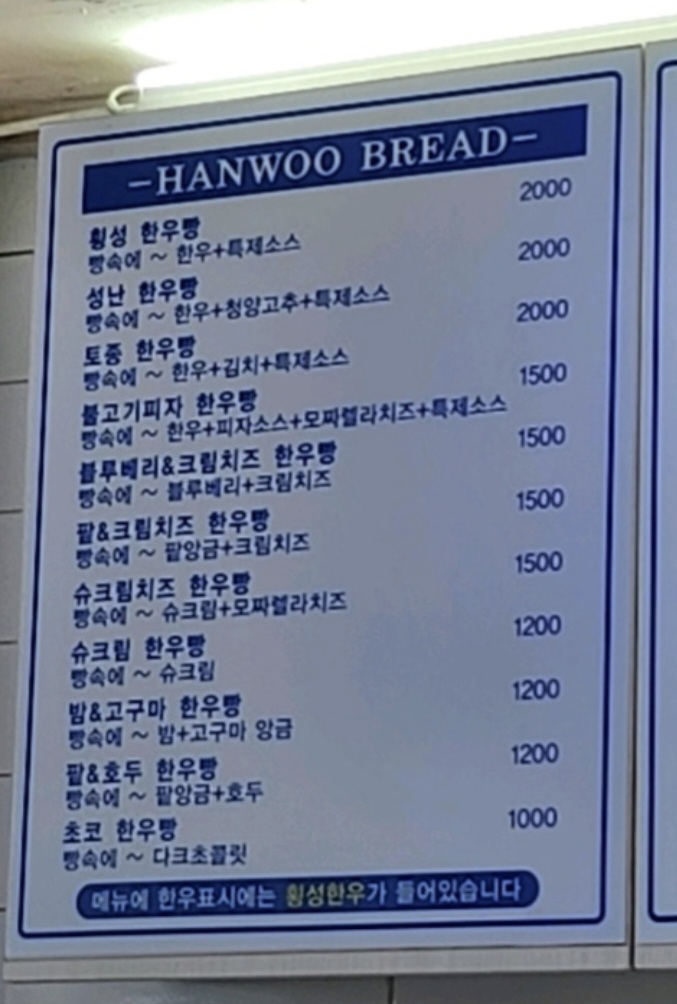 -HANWOO BREAD-
횡성 한우빵 2000
빵속에 ~ 한우+특제소스
성난 한우빵 2000
빵속에 ~ 한우+청양고추+특제소스
토종 한우빵 2000
빵속에 ~ 한우+김치+특제소스
불고기피자 한우빵 1500
빵속에 ~ 한우+피자소스+모짜렐라치즈+특제소스
블루베리&크림치즈 한우빵 1500
빵속에 ~ 블루베리+크림치즈
팥&크림치즈 한우빵 1500
빵속에 ~ 팥앙금+크림치즈
슈크림치즈 한우빵 1500
빵속에 ~ 슈크림+모짜렐라치즈
슈크림 한우빵 1200
빵속에 ~ 슈크림
밤&고구마 한우빵 1200
빵속에 ~ 밤+고구마 앙금
팥&호두 한우빵 1200
빵속에 ~ 팥앙금+호두
초코 한우빵 1000
빵속에 ~ 다크초콜릿
메뉴에 한우표시에는 횡성한우가 들어있습니다